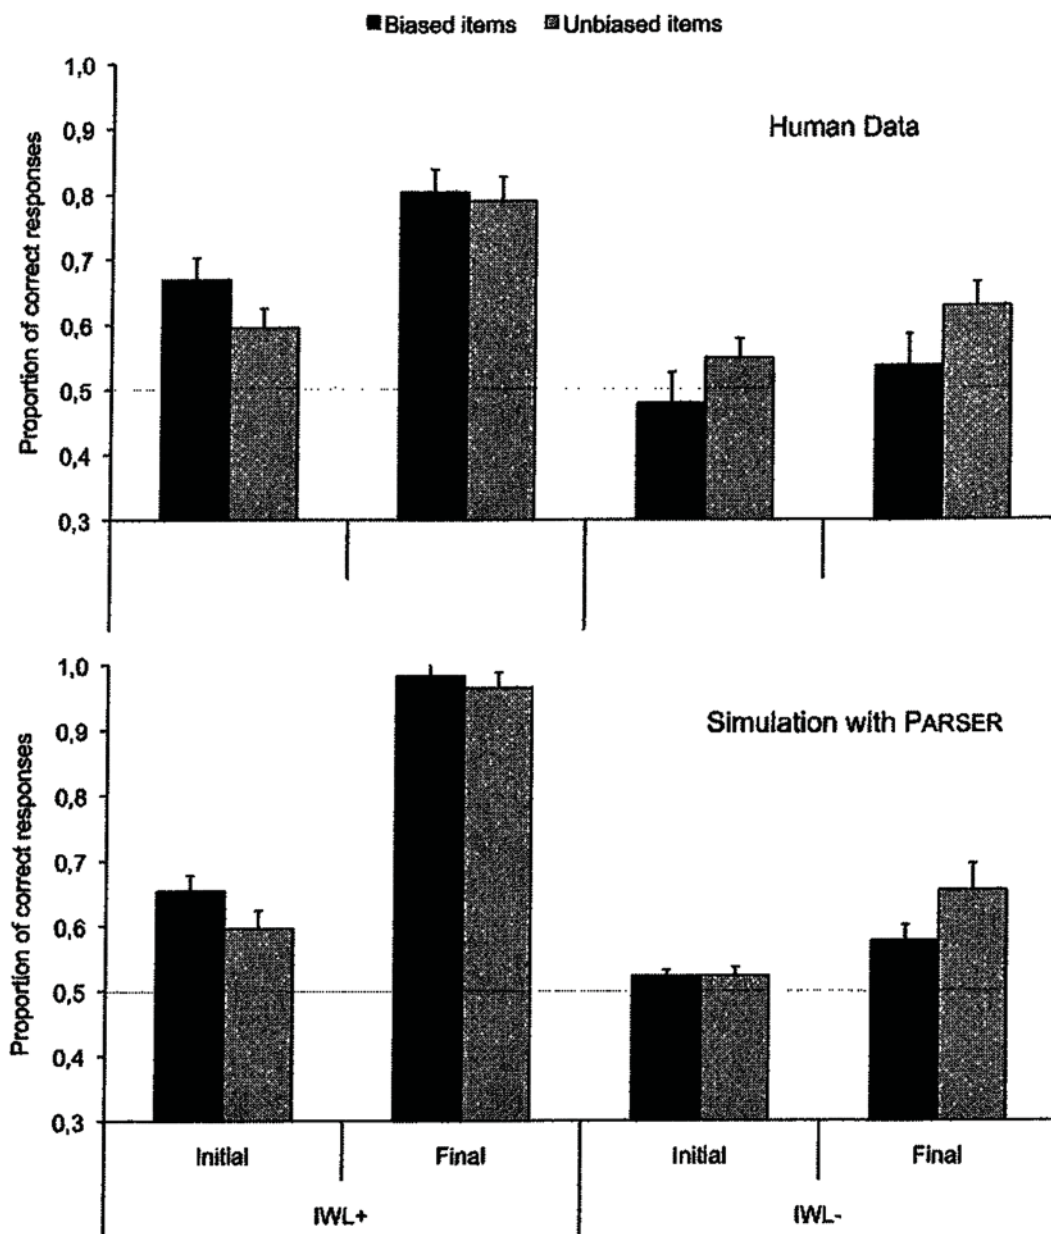 Biased items Unbiased items
Human Data
Proportion of correct responses
1,0
0,9
0,8
0,7
0,6
0,5
0,4
0,3
Simulation with PARSER
Proportion of correct responses
1,0
0,9
0,8
0,7
0,6
0,5
0,4
0,3
Initial Final Initial Final
IWL+ IWL-